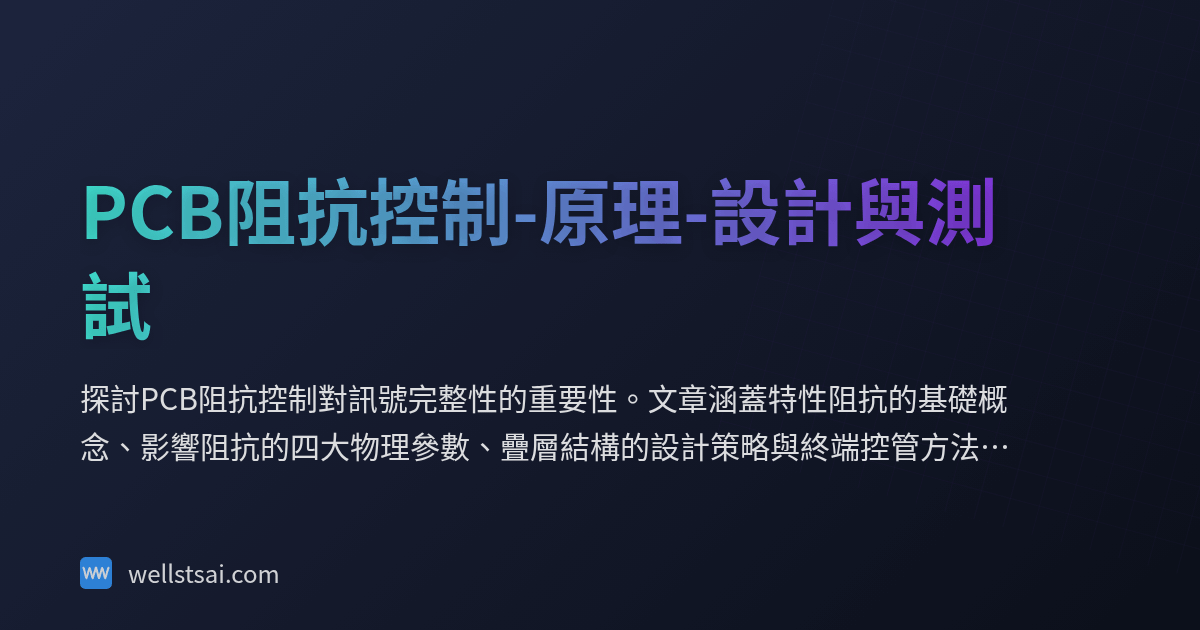 PCB阻抗控制-原理-設計與測
試
探討PCB阻抗控制對訊號完整性的重要性。文章涵蓋特性阻抗的基礎概
念、影響阻抗的四大物理參數、疊層結構的設計策略與終端控管方法…
W
wellstsai.com